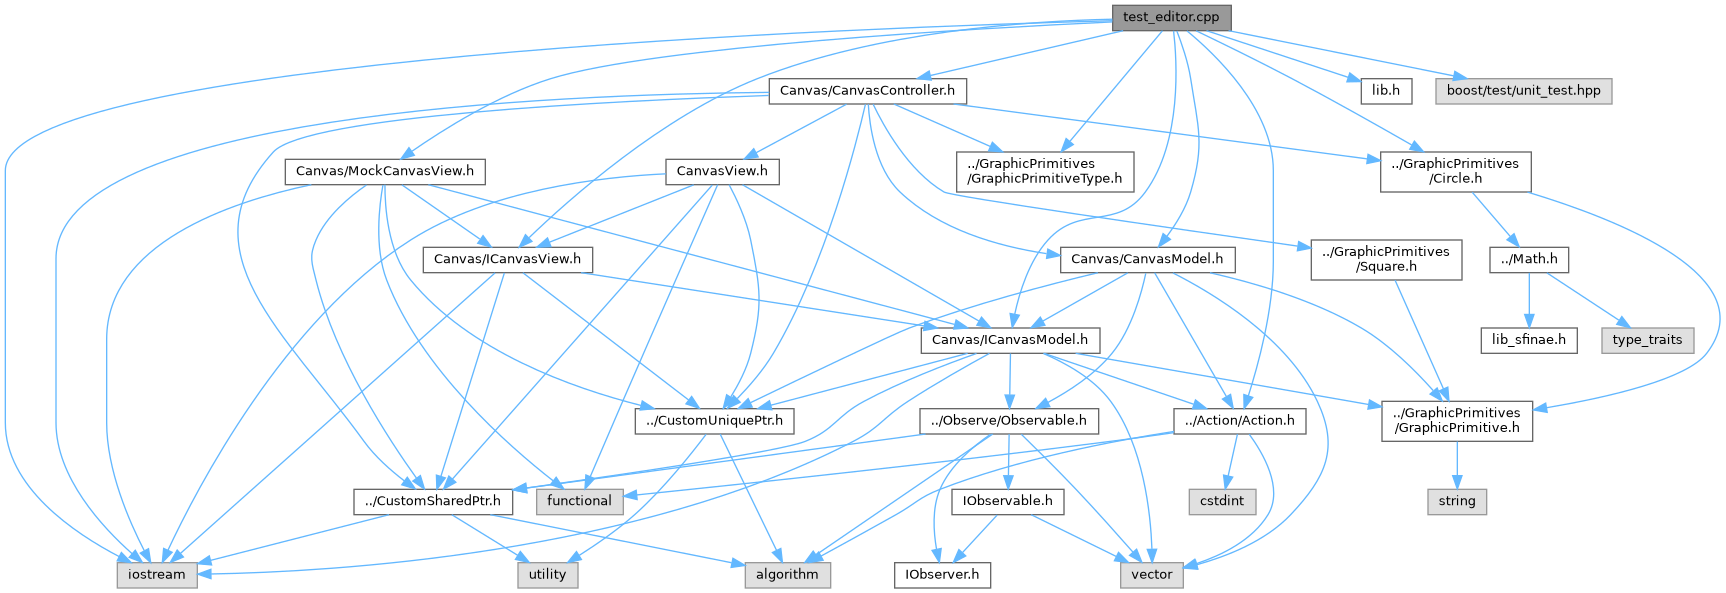 test_editor.cpp
Canvas/CanvasController.h
lib.h
boost/test/unit_test.hpp
Canvas/MockCanvasView.h
CanvasView.h
../GraphicPrimitives
/GraphicPrimitiveType.h
../GraphicPrimitives
/Circle.h
Canvas/ICanvasView.h
Canvas/CanvasModel.h
../GraphicPrimitives
/Square.h
../Math.h
Canvas/ICanvasModel.h
lib_sfinae.h
type_traits
../CustomUniquePtr.h
../Observe/Observable.h
../Action/Action.h
../GraphicPrimitives
/GraphicPrimitive.h
../CustomSharedPtr.h
functional
IObservable.h
cstdint
string
iostream
utility
algorithm
IObserver.h
vector